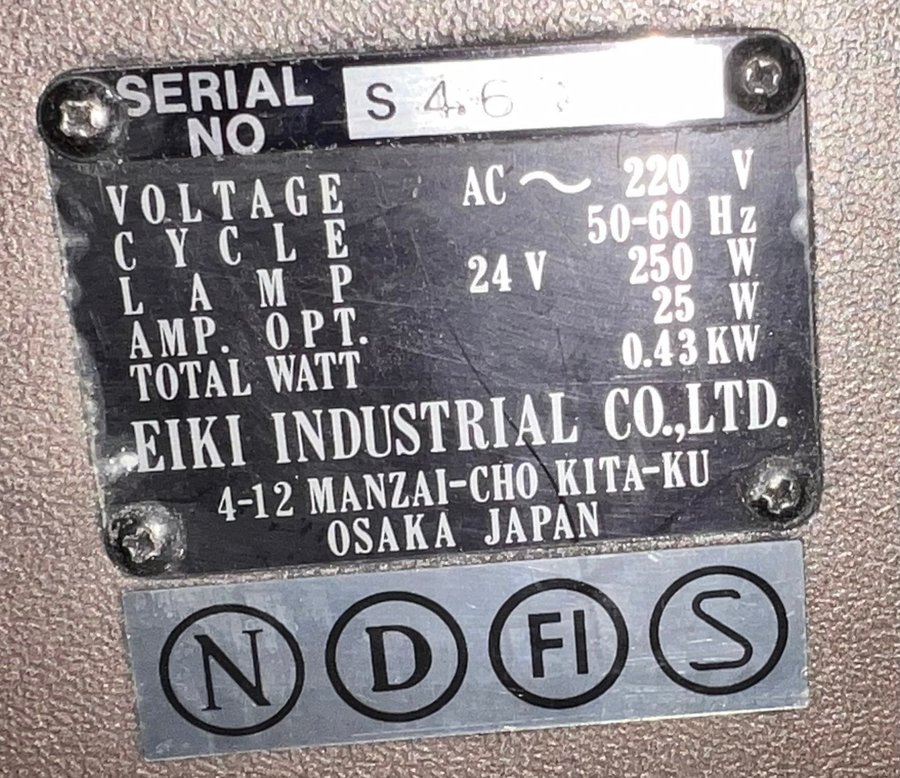 SERIAL NO S 4 6
VOLTAGE AC ~ 220 V
CYCLE 50-60 Hz
LAMP 24 V 250 W
AMP. OPT. 25 W
TOTAL WATT 0.43 KW
EIKI INDUSTRIAL CO.,LTD.
4-12 MANZAI-CHO KITA-KU
OSAKA JAPAN
N D FI S